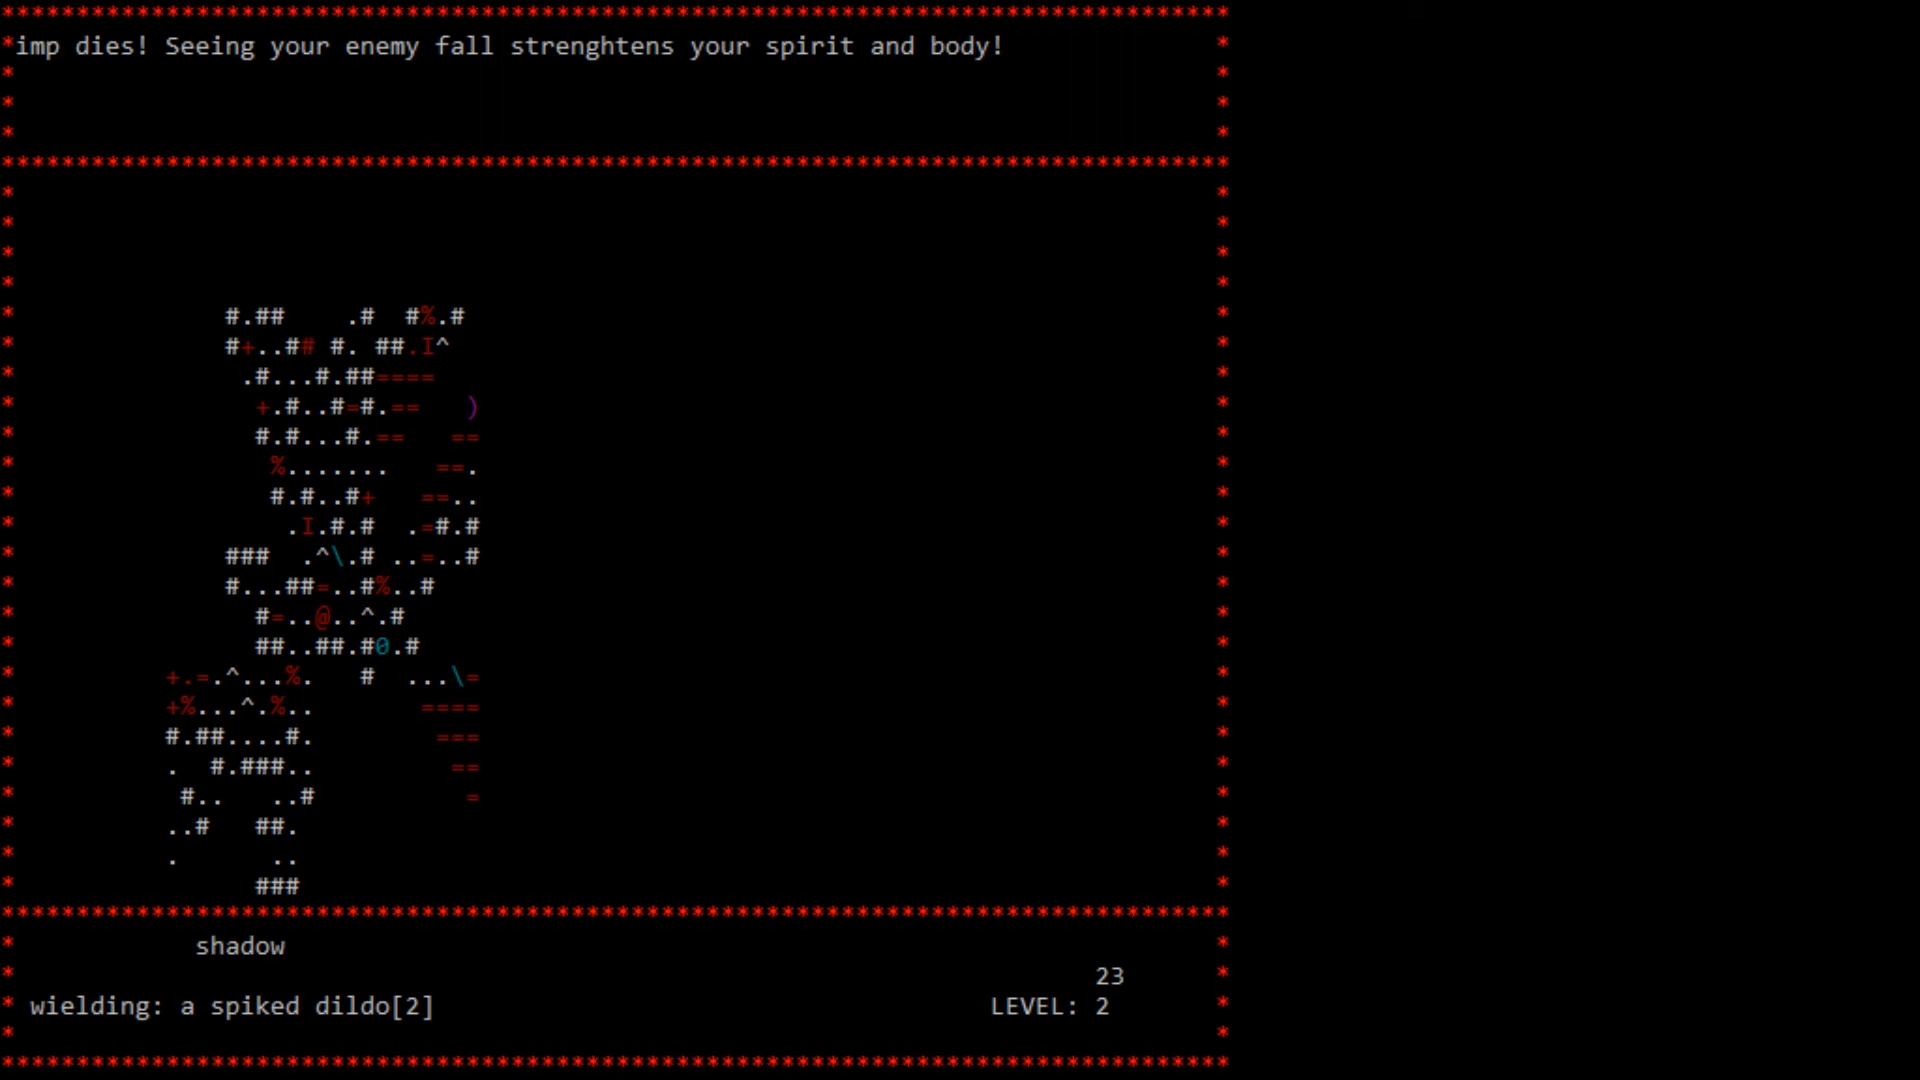 imp dies! Seeing your enemy fall strenghtens your spirit and body!
#.##    .#  #%.#
#+..## #. ##.I^
.#...#.##====
+.#..#=#.==   )
#.#...#.==   ==
%.......   ==.
#.#..#+   ==..
.I.#.#  .=#.#
###  .^\.# ..=..#
#...##=..#%..#
#=..@..^.#
##..##.#0.#
+.=.^...%.   #  ...\=
+%...^.%..       ====
#.##....#.        ===
.  #.###..         ==
#..   ..#          =
..#   ##.
.      ..
###
shadow
23
wielding: a spiked dildo[2]
LEVEL: 2